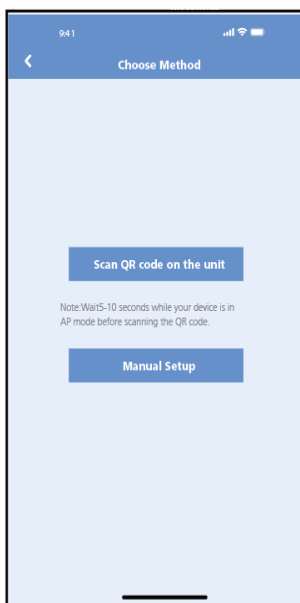 9:41
Choose Method
Scan QR code on the unit
Note:Wait5-10 seconds while your device is in
AP mode before scanning the QR code.
Manual Setup